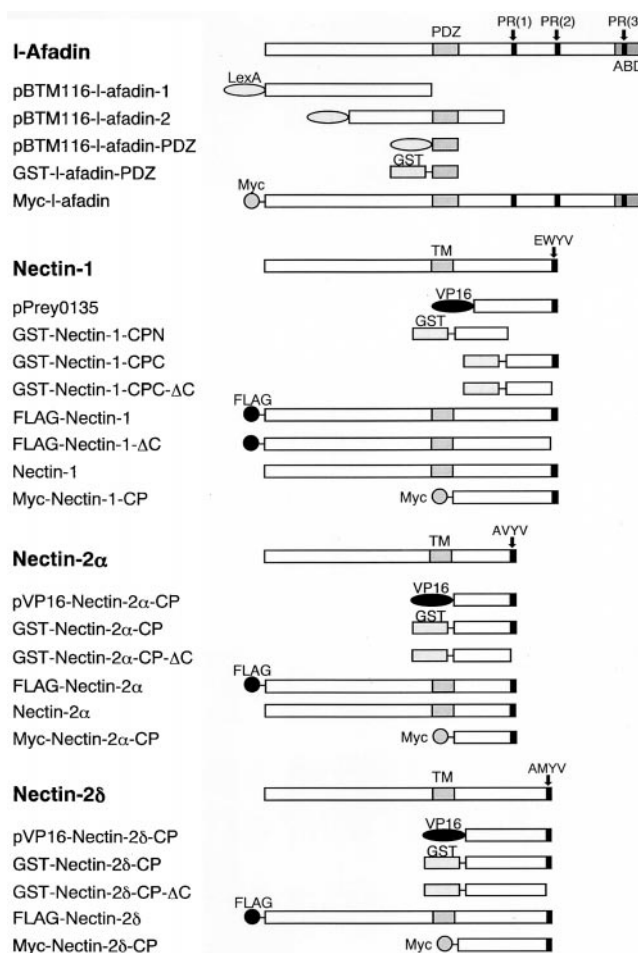 PR(1) PR(2) PR(3)
PDZ
l-Afadin
ABD
LexA
pBTM116-l-afadin-1
pBTM116-l-afadin-2
pBTM116-l-afadin-PDZ
GST
GST-l-afadin-PDZ
Myc
Myc-l-afadin
EWYV
TM
Nectin-1
VP16
pPrey0135
GST
GST-Nectin-1-CPN
GST-Nectin-1-CPC
GST-Nectin-1-CPC-ΔC
FLAG
FLAG-Nectin-1
FLAG-Nectin-1-ΔC
Nectin-1
Myc-Nectin-1-CP Myc
AVYV
TM
Nectin-2α
VP16
pVP16-Nectin-2α-CP
GST
GST-Nectin-2α-CP
GST-Nectin-2α-CP-ΔC
FLAG
FLAG-Nectin-2α
Nectin-2α
Myc-Nectin-2α-CP Myc
AMYV
TM
Nectin-2δ
VP16
pVP16-Nectin-2δ-CP
GST
GST-Nectin-2δ-CP
GST-Nectin-2δ-CP-ΔC
FLAG
FLAG-Nectin-2δ
Myc-Nectin-2δ-CP Myc